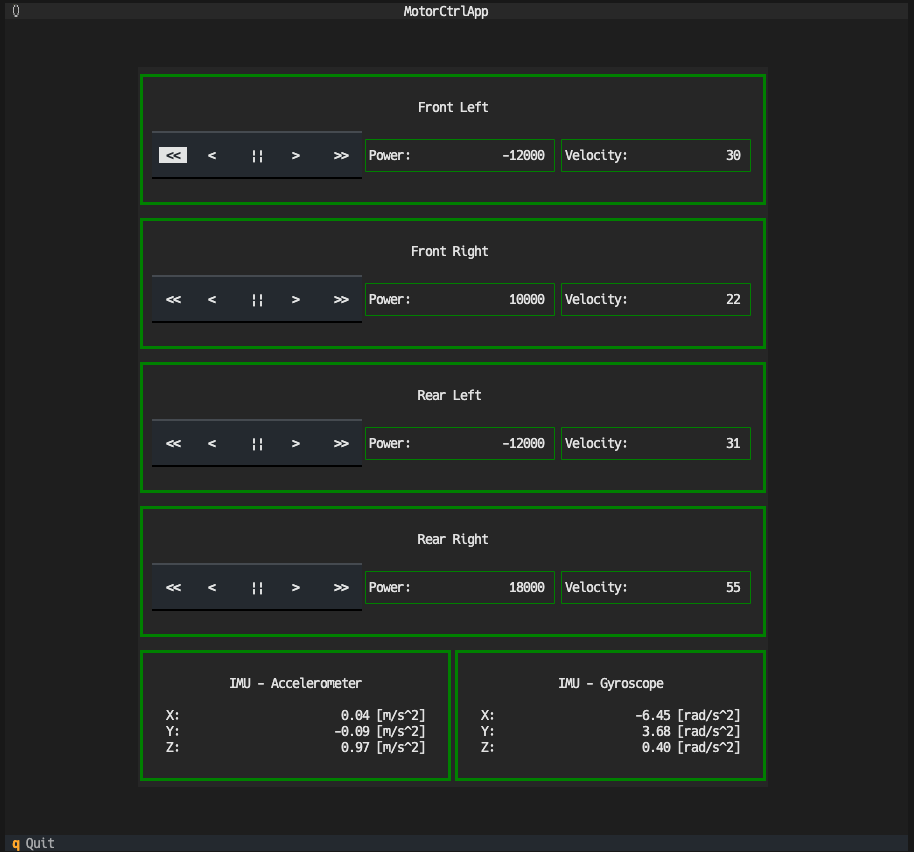 () MotorCtrlApp
Front Left
<< < ¦¦ > >> Power: -12000 Velocity: 30
Front Right
<< < ¦¦ > >> Power: 10000 Velocity: 22
Rear Left
<< < ¦¦ > >> Power: -12000 Velocity: 31
Rear Right
<< < ¦¦ > >> Power: 18000 Velocity: 55
IMU - Accelerometer
X: 0.04 [m/s^2]
Y: -0.09 [m/s^2]
Z: 0.97 [m/s^2]
IMU - Gyroscope
X: -6.45 [rad/s^2]
Y: 3.68 [rad/s^2]
Z: 0.40 [rad/s^2]
q Quit